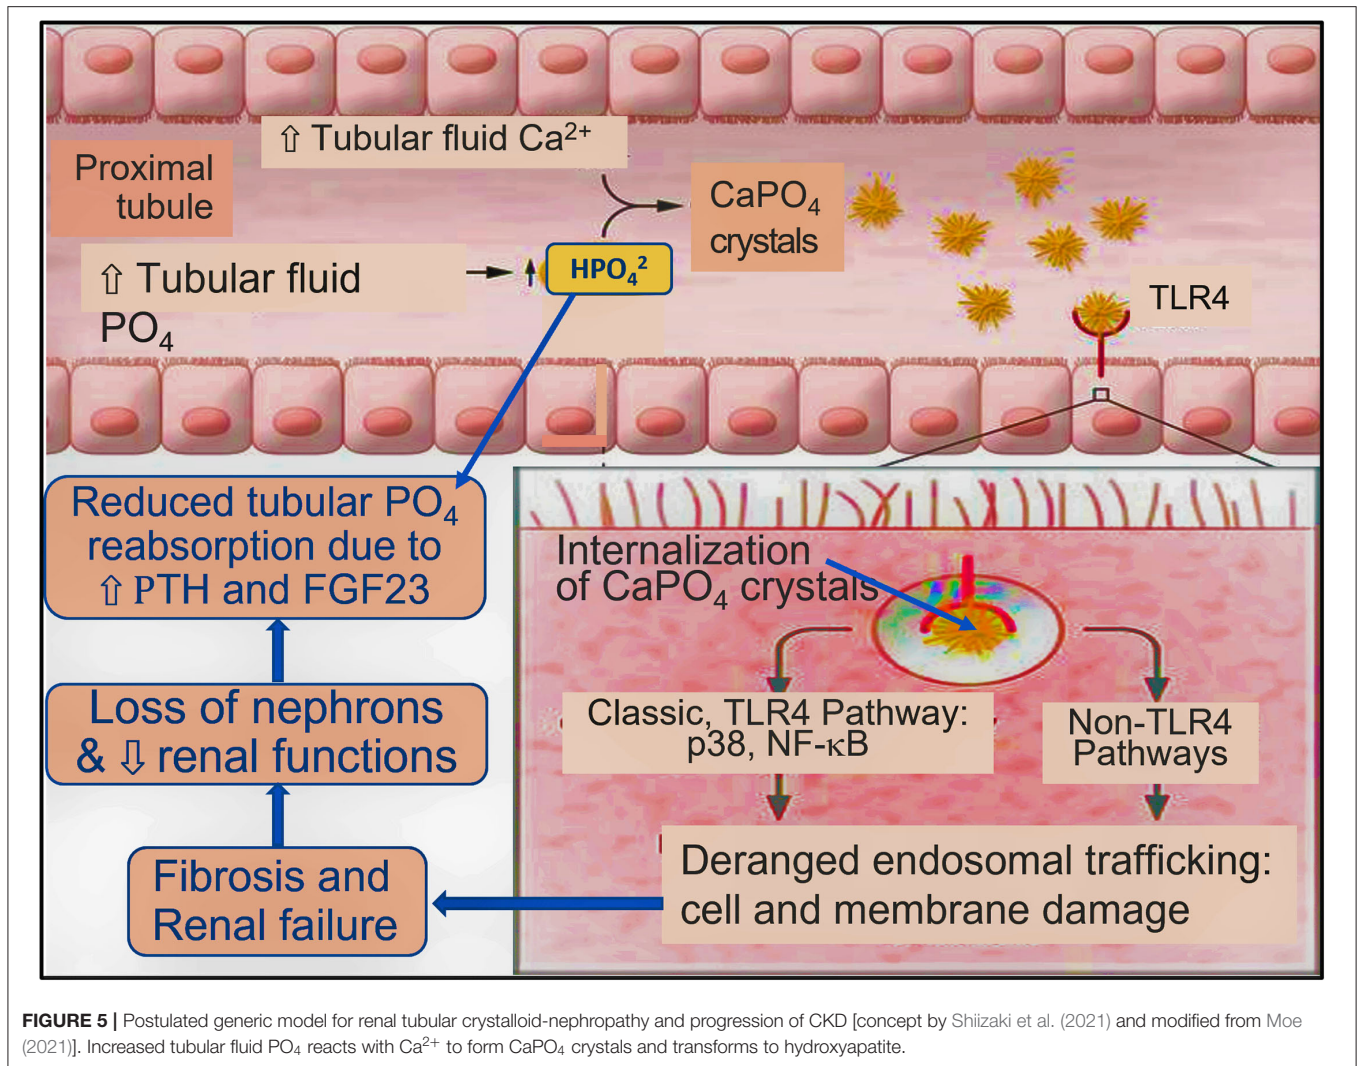 ⇧ Tubular fluid Ca²⁺
Proximal
tubule
CaPO₄
crystals
⇧ Tubular fluid
PO₄
HPO₄²
TLR4
Reduced tubular PO₄
reabsorption due to
⇧ PTH and FGF23
Internalization
of CaPO₄ crystals
Loss of nephrons
& ⇩ renal functions
Classic, TLR4 Pathway:
p38, NF-κB
Non-TLR4
Pathways
Fibrosis and
Renal failure
Deranged endosomal trafficking:
cell and membrane damage
FIGURE 5 | Postulated generic model for renal tubular crystalloid-nephropathy and progression of CKD [concept by Shiizaki et al. (2021) and modified from Moe
(2021)]. Increased tubular fluid PO₄ reacts with Ca²⁺ to form CaPO₄ crystals and transforms to hydroxyapatite.